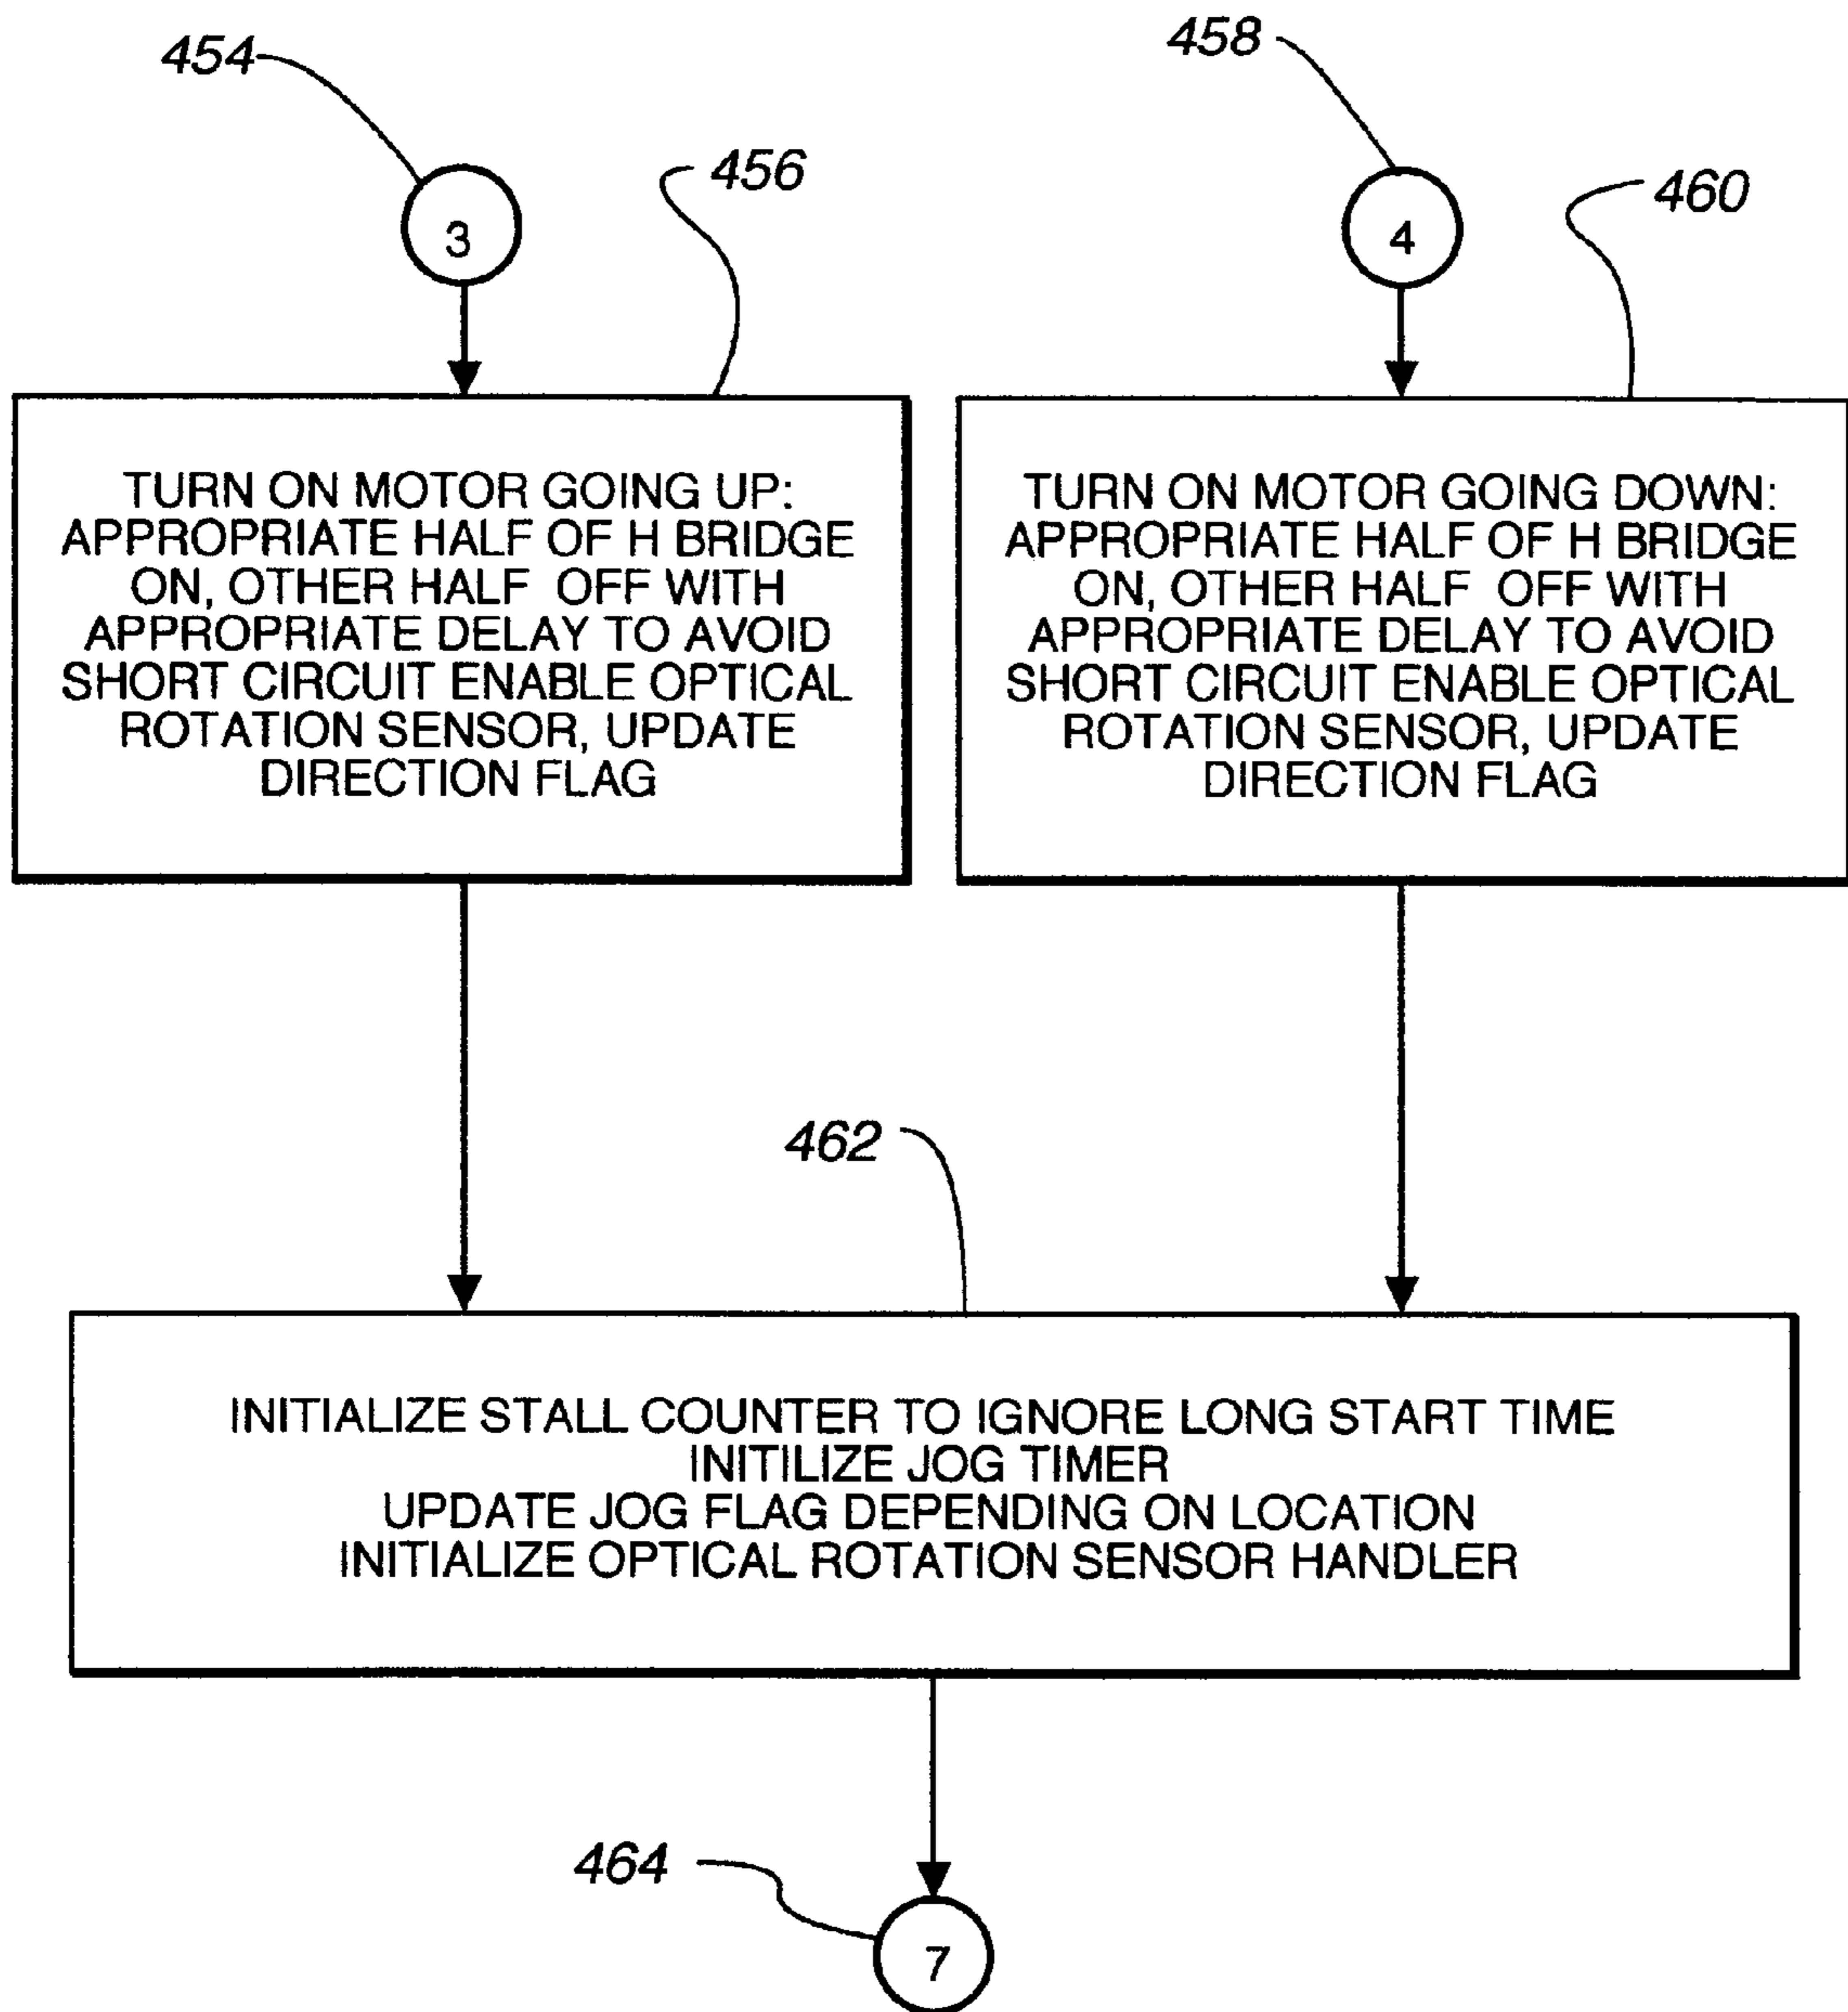 454
458
456
460
3
4
TURN ON MOTOR GOING UP:
APPROPRIATE HALF OF H BRIDGE
ON, OTHER HALF OFF WITH
APPROPRIATE DELAY TO AVOID
SHORT CIRCUIT ENABLE OPTICAL
ROTATION SENSOR, UPDATE
DIRECTION FLAG
TURN ON MOTOR GOING DOWN:
APPROPRIATE HALF OF H BRIDGE
ON, OTHER HALF OFF WITH
APPROPRIATE DELAY TO AVOID
SHORT CIRCUIT ENABLE OPTICAL
ROTATION SENSOR, UPDATE
DIRECTION FLAG
462
INITIALIZE STALL COUNTER TO IGNORE LONG START TIME
INITILIZE JOG TIMER
UPDATE JOG FLAG DEPENDING ON LOCATION
INITIALIZE OPTICAL ROTATION SENSOR HANDLER
464
7